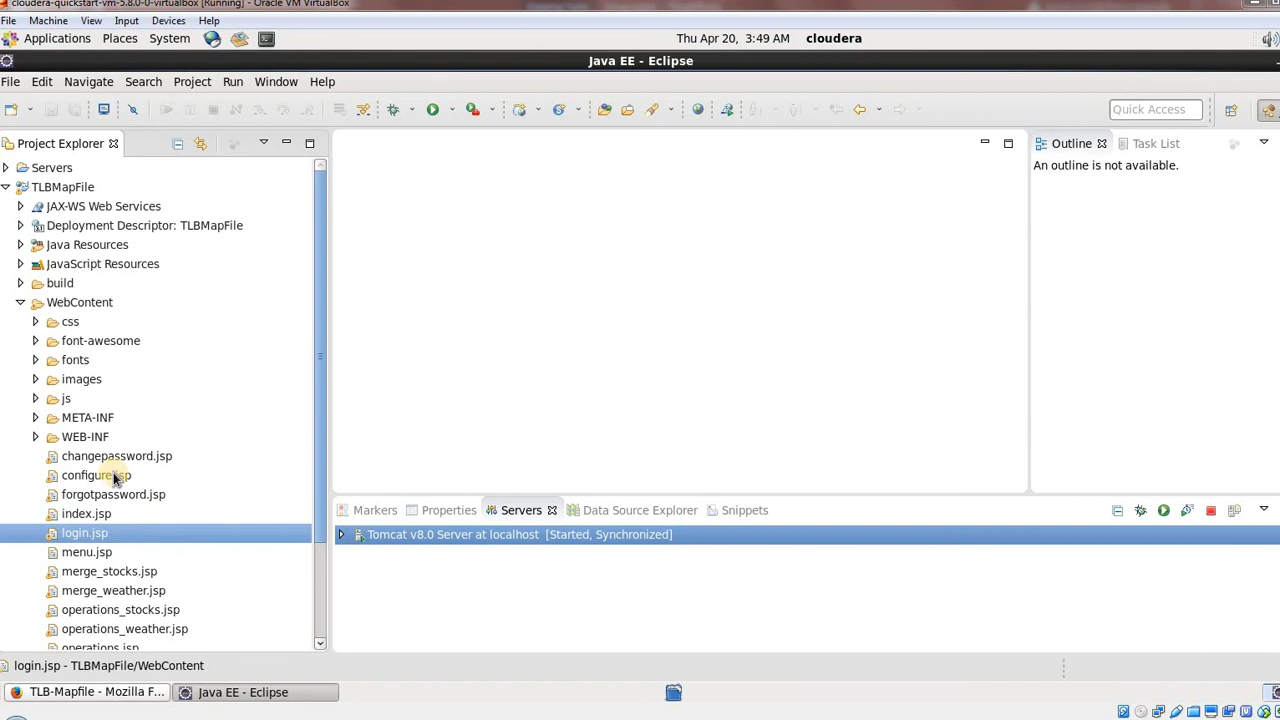 cloudera-quickstart-vm-5.8.0-0-virtualbox [Running] - Oracle VM VirtualBox
File Machine View Input Devices Help
Applications Places System Thu Apr 20, 3:49 AM cloudera
Java EE - Eclipse
File Edit Navigate Search Project Run Window Help
Quick Access
Project Explorer
Outline Task List
An outline is not available.
Servers
TLBMapFile
JAX-WS Web Services
Deployment Descriptor: TLBMapFile
Java Resources
JavaScript Resources
build
WebContent
css
font-awesome
fonts
images
js
META-INF
WEB-INF
changepassword.jsp
configure.jsp
forgotpassword.jsp
index.jsp
login.jsp
menu.jsp
merge_stocks.jsp
merge_weather.jsp
operations_stocks.jsp
operations_weather.jsp
operations.jsp
Markers Properties Servers Data Source Explorer Snippets
Tomcat v8.0 Server at localhost [Started, Synchronized]
login.jsp - TLBMapFile/WebContent
TLB-Mapfile - Mozilla F... Java EE - Eclipse